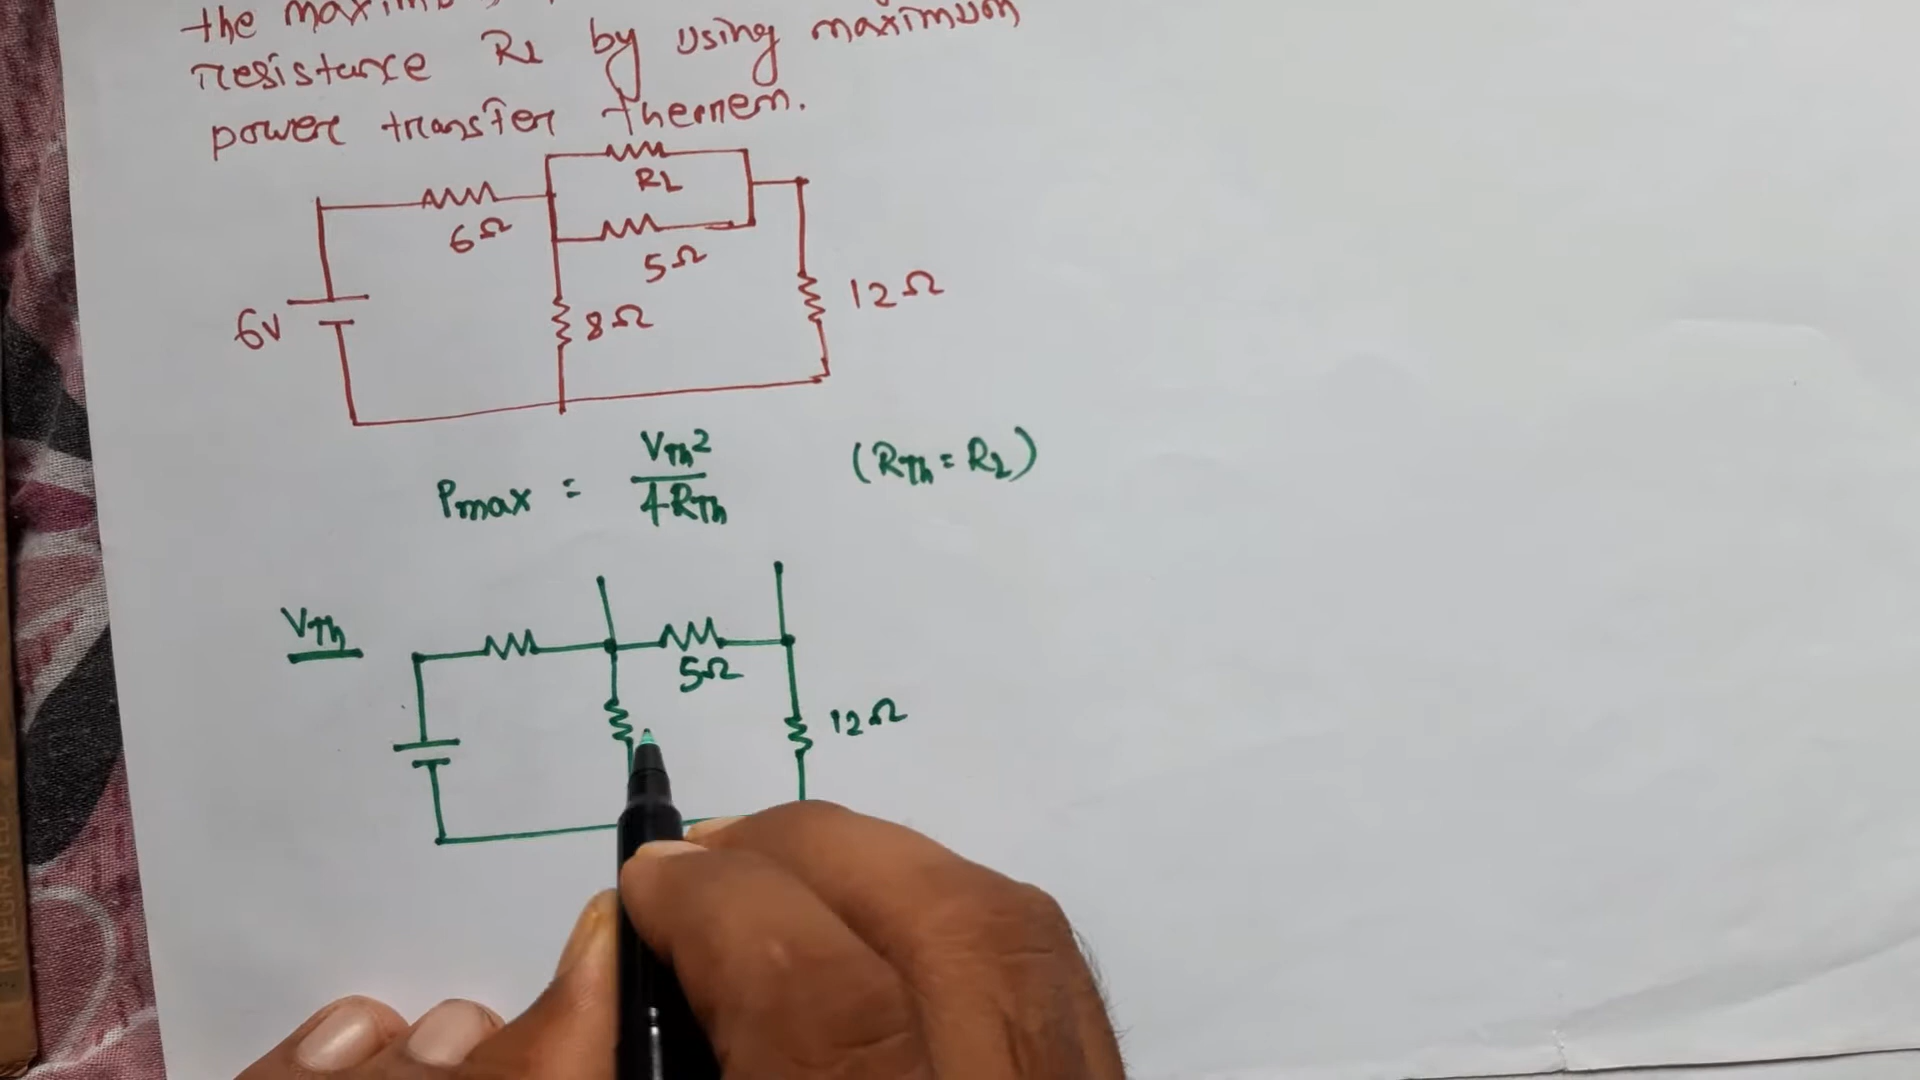 the
resistance RL by using maximum
power transfer theorem.
RL
6Ω
5Ω
6V
8Ω
12Ω
Pmax = VTh2 / 4RTh (RTh = RL)
VTh
5Ω
12Ω
INTEGRATED